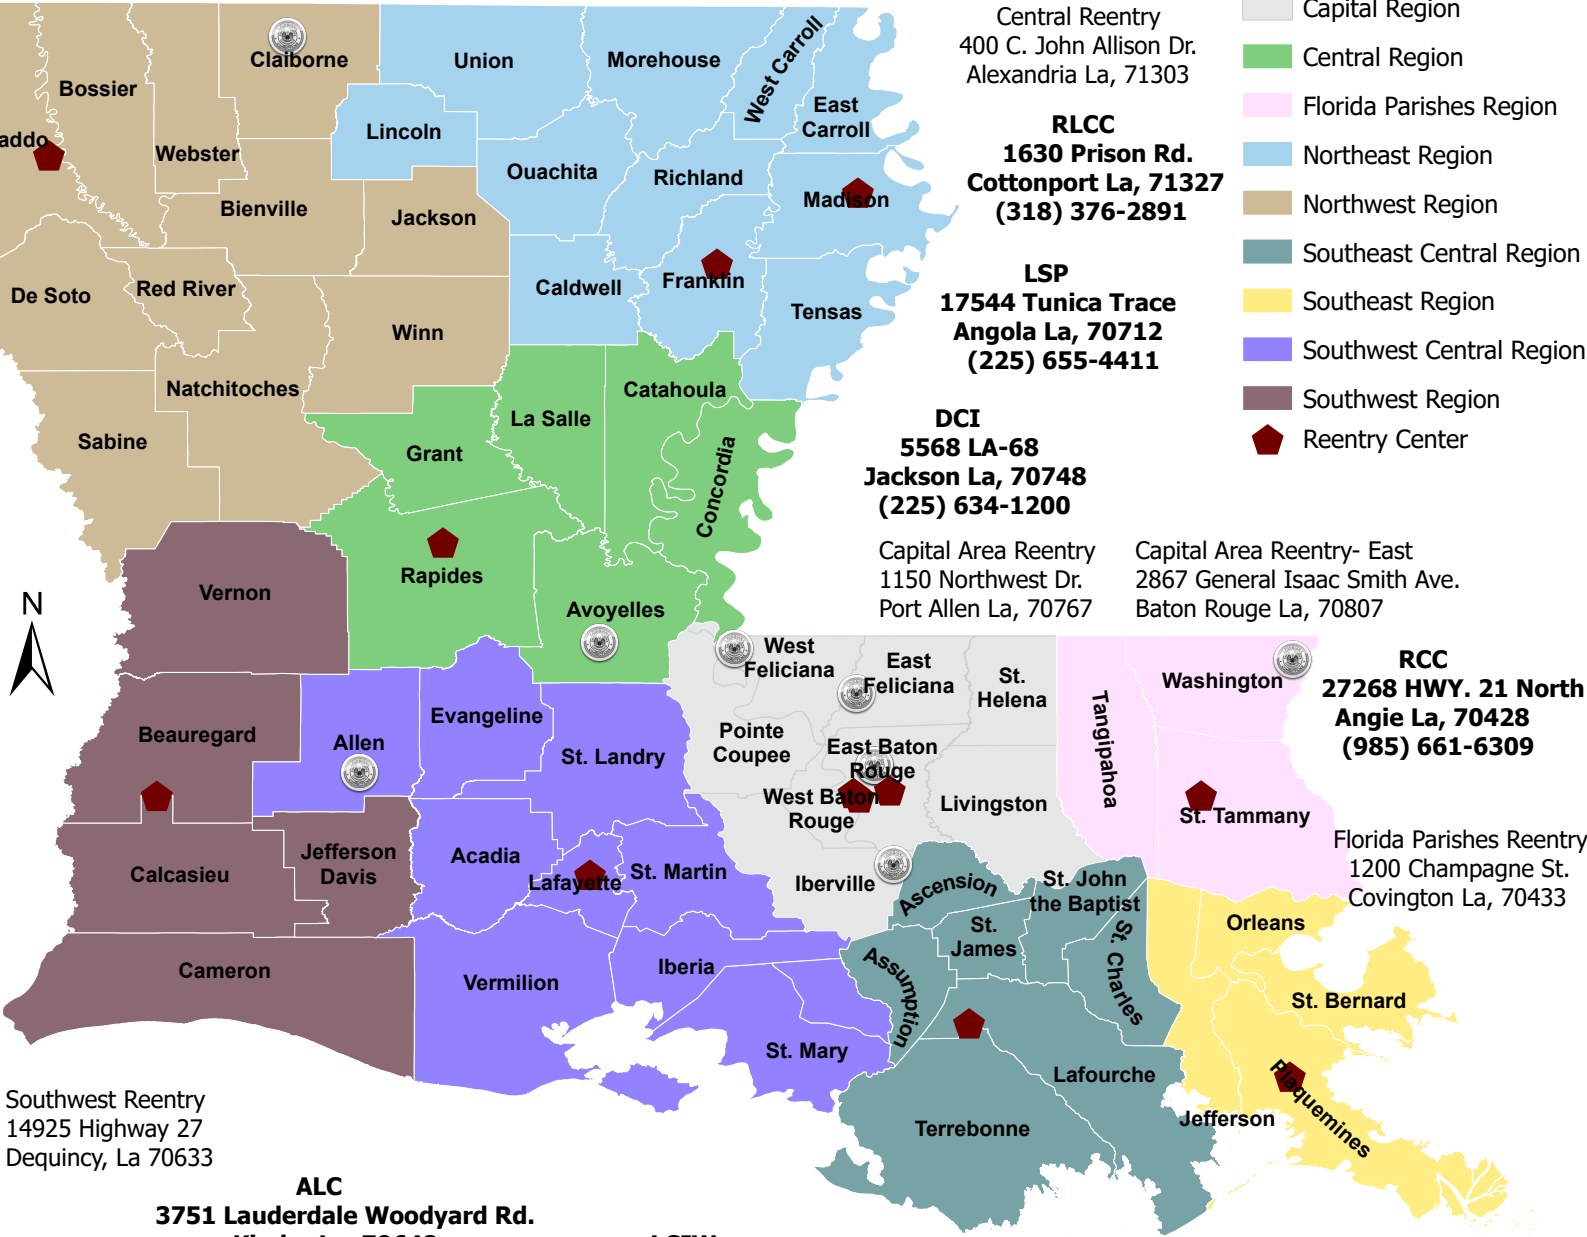 Central Reentry
400 C. John Allison Dr.
Alexandria La, 71303
RLCC
1630 Prison Rd.
Cottonport La, 71327
(318) 376-2891
LSP
17544 Tunica Trace
Angola La, 70712
(225) 655-4411
DCI
5568 LA-68
Jackson La, 70748
(225) 634-1200
Capital Area Reentry
1150 Northwest Dr.
Port Allen La, 70767
Capital Area Reentry- East
2867 General Isaac Smith Ave.
Baton Rouge La, 70807
RCC
27268 HWY. 21 North
Angie La, 70428
(985) 661-6309
Florida Parishes Reentry
1200 Champagne St.
Covington La, 70433
Capital Region
Central Region
Florida Parishes Region
Northeast Region
Northwest Region
Southeast Central Region
Southeast Region
Southwest Central Region
Southwest Region
Reentry Center
Claiborne
Bossier
addo
Webster
Union
Morehouse
West Carroll
East
Carroll
Lincoln
Ouachita
Richland
Madison
Bienville
Jackson
De Soto
Red River
Winn
Caldwell
Franklin
Tensas
Natchitoches
Sabine
Grant
La Salle
Catahoula
Concordia
Rapides
Avoyelles
Vernon
N
Beauregard
Allen
Evangeline
St. Landry
Calcasieu
Jefferson
Davis
Acadia
Lafayette
St. Martin
Cameron
Vermilion
Iberia
St. Mary
West
Feliciana
East
Feliciana
St.
Helena
Pointe
Coupee
East Baton
Rouge
West Baton
Rouge
Livingston
Iberville
Tangipahoa
Washington
St. Tammany
Ascension
St. John
the Baptist
St.
James
St. Charles
Assumption
Lafourche
Terrebonne
Orleans
St. Bernard
Jefferson
Plaquemines
Southwest Reentry
14925 Highway 27
Dequincy, La 70633
ALC
3751 Lauderdale Woodyard Rd.